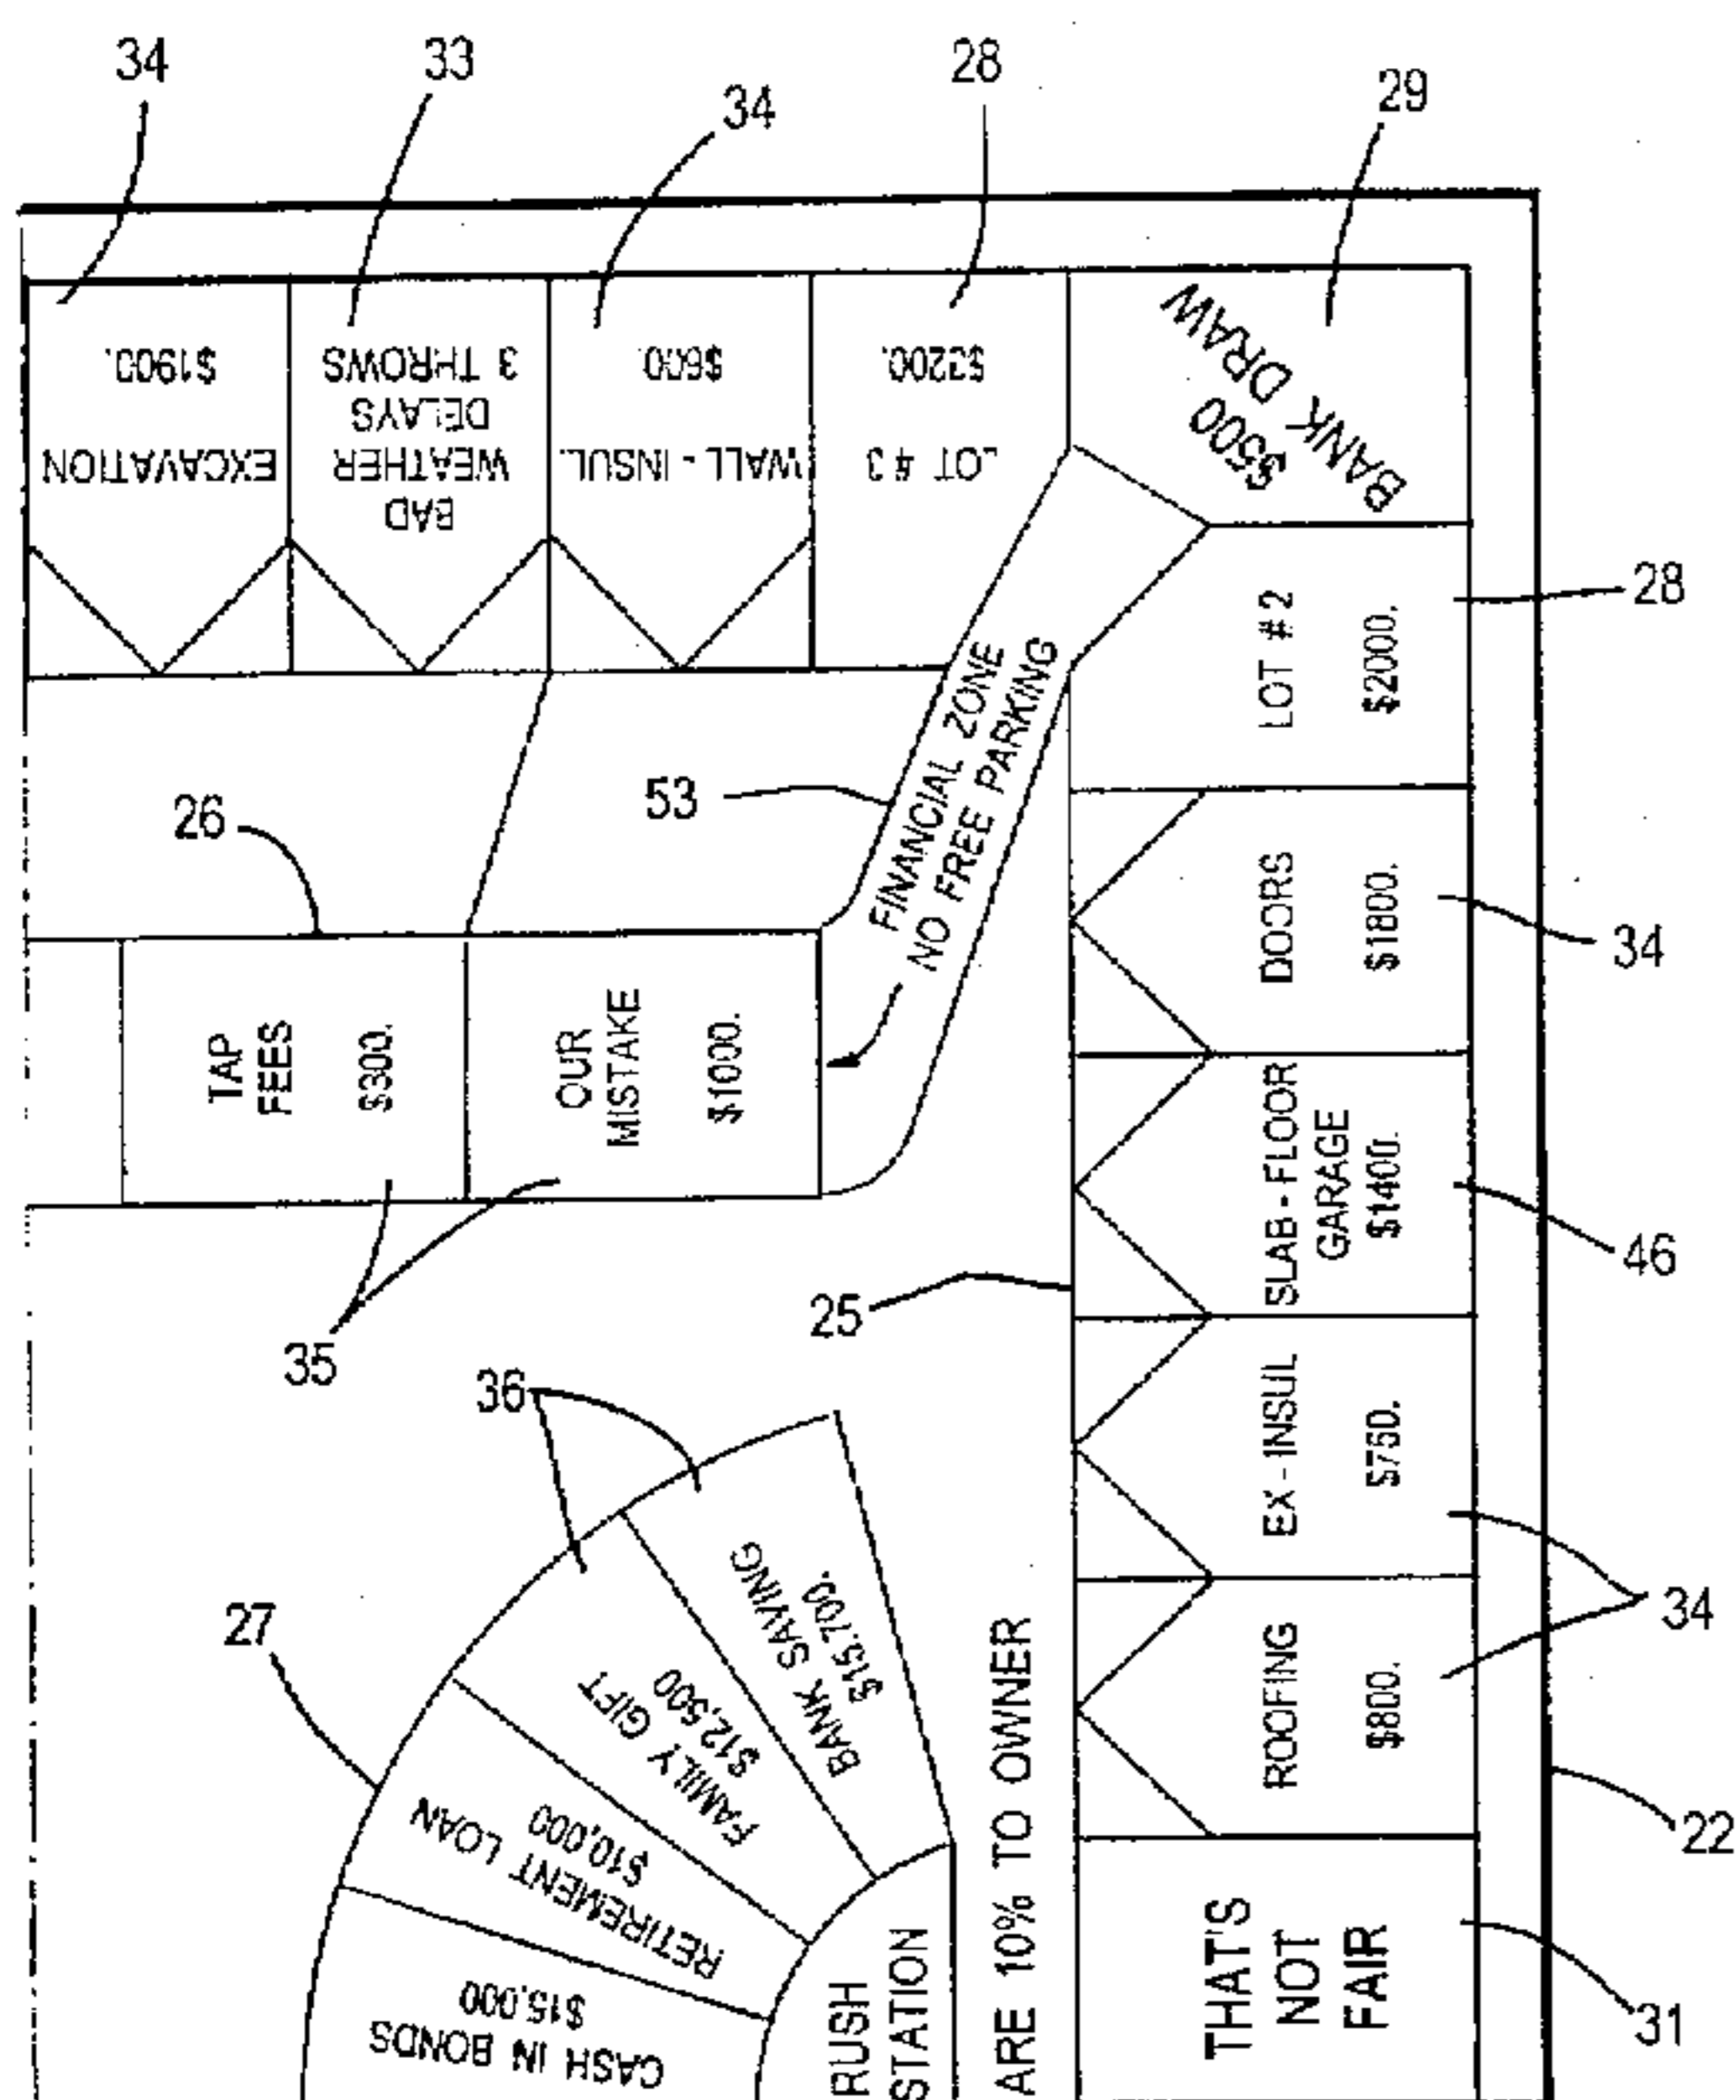 34
33
34
28
29
EXCAVATION
$1900.
BAD
WEATHER
DELAYS
3 THROWS
WALL - INSUL.
$600.
LOT #3
$3200.
BANK DRAW
$500
28
LOT #2
$2000.
53
FINANCIAL ZONE
NO FREE PARKING
26
TAP
FEES
$300.
OUR
MISTAKE
$1000.
35
DOORS
$1800.
34
SLAB - FLOOR
GARAGE
$1400.
46
25
EX - INSUL
$750.
34
36
ROOFING
$800.
27
BANK SAVING
$15,700.
FAMILY GIFT
$12,500
RETIREMENT LOAN
$10,000
CASH IN BONDS
$15,000
RUSH
STATION
ARE 10% TO OWNER
22
THAT'S
NOT
FAIR
31